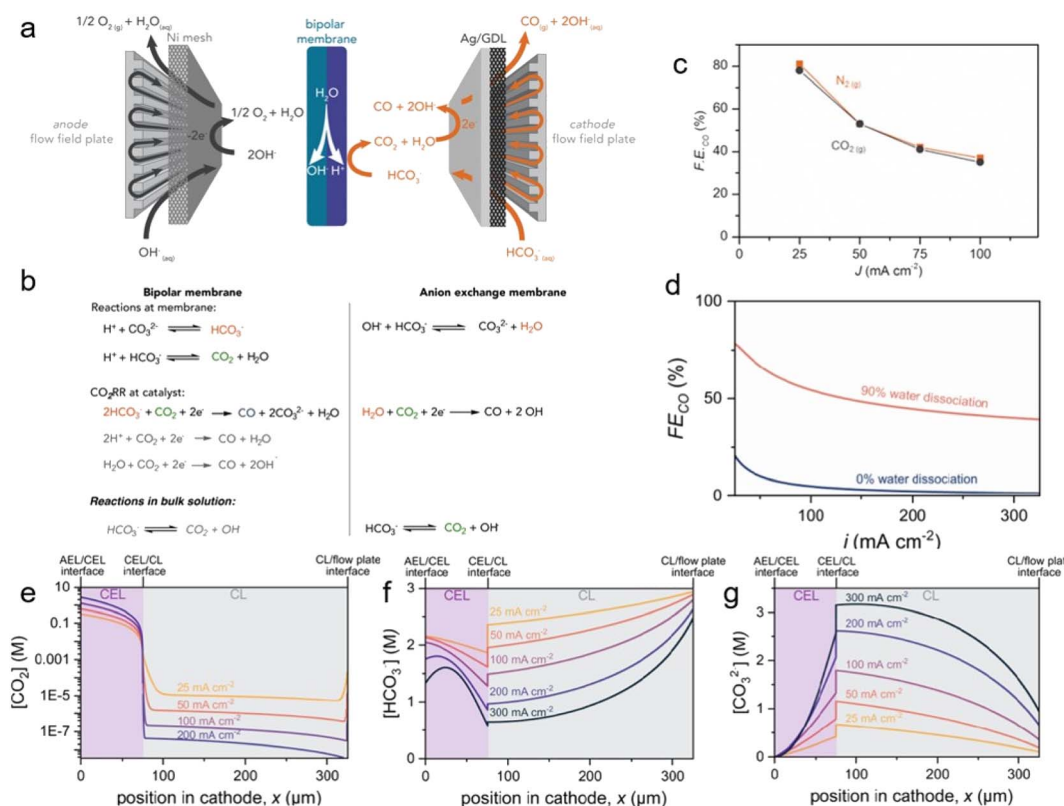 a
1/2 O2 (g) + H2O(aq)
Ni mesh
anode
flow field plate
-2e-
1/2 O2 + H2O
2OH-
OH-(aq)
bipolar
membrane
H2O
OH- H+
Ag/GDL
CO(g) + 2OH-(aq)
CO + 2OH-
2e-
CO2 + H2O
HCO3-
cathode
flow field plate
HCO3-(aq)
b
Bipolar membrane
Reactions at membrane:
H+ + CO32- ⇌ HCO3-
H+ + HCO3- ⇌ CO2 + H2O
CO2RR at catalyst:
2HCO3- + CO2 + 2e- → CO + 2CO32- + H2O
2H+ + CO2 + 2e- → CO + H2O
H2O + CO2 + 2e- → CO + 2OH-
Reactions in bulk solution:
HCO3- ⇌ CO2 + OH-
Anion exchange membrane
OH- + HCO3- ⇌ CO32- + H2O
H2O + CO2 + 2e- → CO + 2 OH
HCO3- ⇌ CO2 + OH-
c
F.E.CO (%)
80
60
40
20
0
N2 (g)
CO2 (g)
0 25 50 75 100
J (mA cm-2)
d
FECO (%)
100
50
0
90% water dissociation
0% water dissociation
100 200 300
i (mA cm-2)
AEL/CEL interface
CEL/CL interface
CL/flow plate interface
e
CEL
CL
[CO2] (M)
10
0.1
0.001
1E-5
1E-7
25 mA cm-2
50 mA cm-2
100 mA cm-2
200 mA cm-2
0 100 200 300
position in cathode, x (µm)
AEL/CEL interface
CEL/CL interface
CL/flow plate interface
f
CEL
CL
[HCO3-] (M)
3
2
1
0
25 mA cm-2
50 mA cm-2
100 mA cm-2
200 mA cm-2
300 mA cm-2
0 100 200 300
position in cathode, x (µm)
AEL/CEL interface
CEL/CL interface
CL/flow plate interface
g
CEL
CL
[CO32-] (M)
3
2
1
0
300 mA cm-2
200 mA cm-2
100 mA cm-2
50 mA cm-2
25 mA cm-2
0 100 200 300
position in cathode, x (µm)